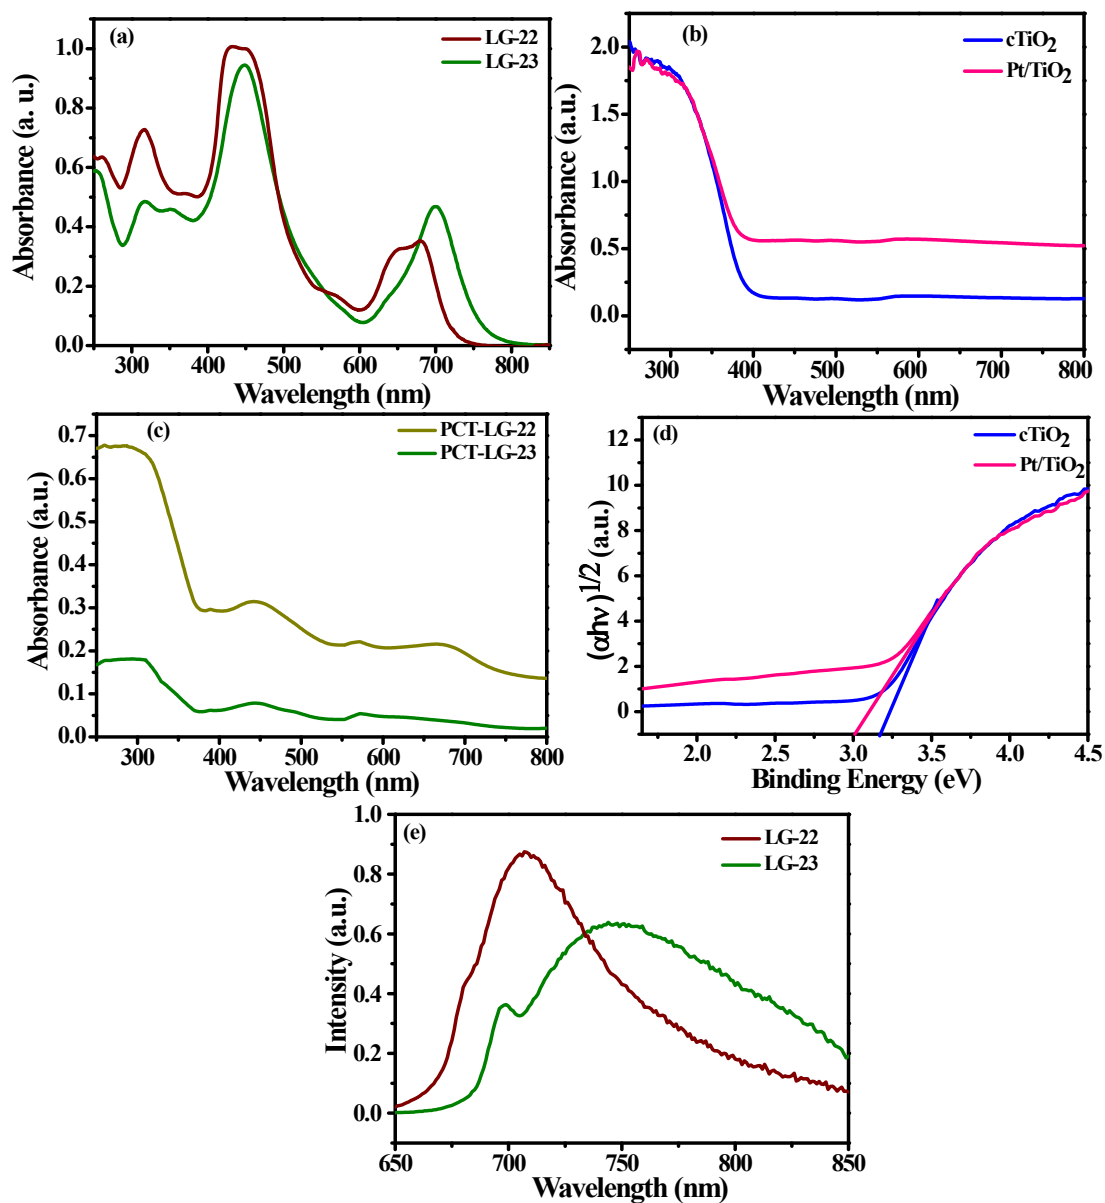 (a)
LG-22
LG-23
1.0
0.8
0.6
0.4
0.2
0.0
Absorbance (a. u.)
300 400 500 600 700 800
Wavelength (nm)
(b)
cTiO2
Pt/TiO2
2.0
1.5
1.0
0.5
0.0
Absorbance (a.u.)
300 400 500 600 700 800
Wavelength (nm)
(c)
PCT-LG-22
PCT-LG-23
0.7
0.6
0.5
0.4
0.3
0.2
0.1
0.0
Absorbance (a.u.)
300 400 500 600 700 800
Wavelength (nm)
(d)
cTiO2
Pt/TiO2
12
10
8
6
4
2
0
(αhν)1/2 (a.u.)
2.0 2.5 3.0 3.5 4.0 4.5
Binding Energy (eV)
(e)
LG-22
LG-23
1.0
0.8
0.6
0.4
0.2
0.0
Intensity (a.u.)
650 700 750 800 850
Wavelength (nm)